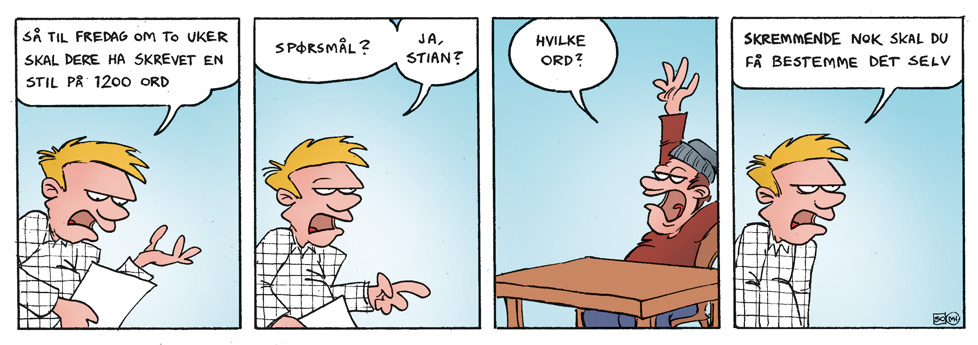 SÅ TIL FREDAG OM TO UKER
SKAL DERE HA SKREVET EN
STIL PÅ 1200 ORD
SPØRSMÅL?
JA,
STIAN?
HVILKE
ORD?
SKREMMENDE NOK SKAL DU
FÅ BESTEMME DET SELV